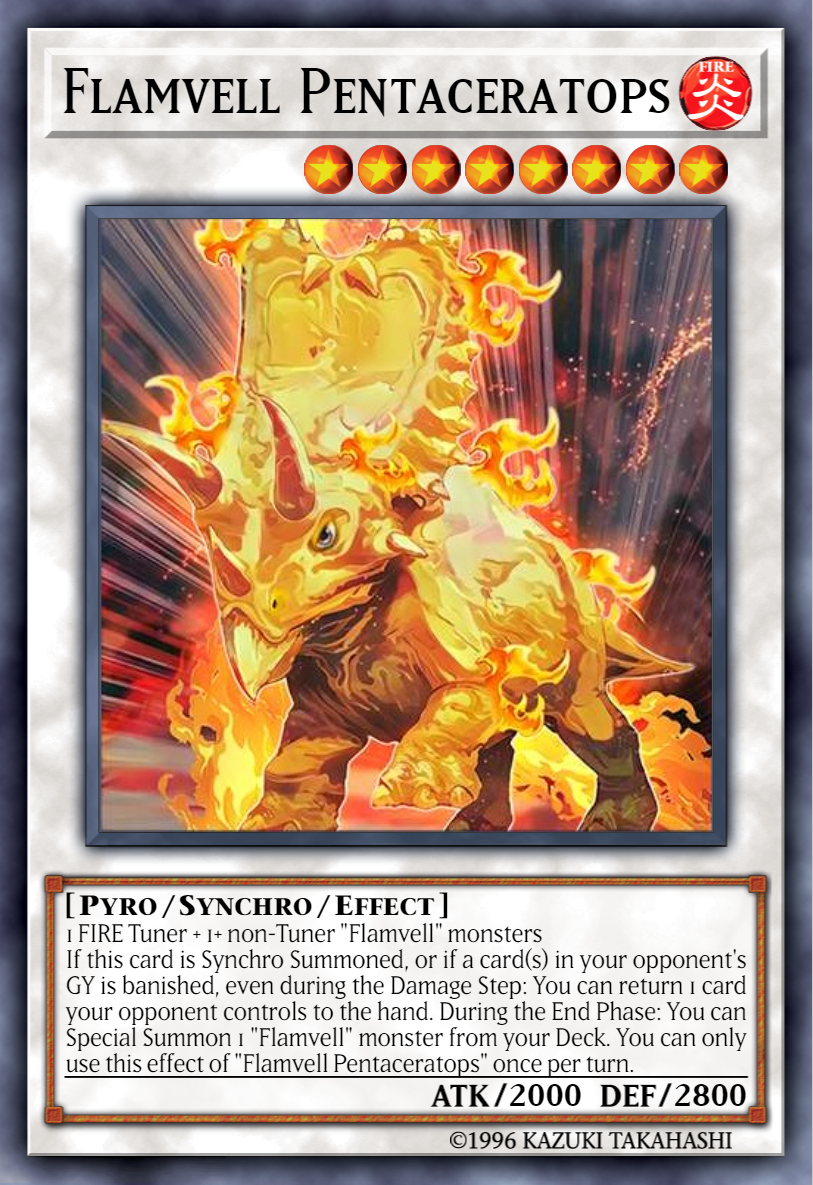 FLAMVELL PENTACERATOPS
FIRE
炎
[ PYRO / SYNCHRO / EFFECT ]
1 FIRE Tuner + 1+ non-Tuner "Flamvell" monsters
If this card is Synchro Summoned, or if a card(s) in your opponent's
GY is banished, even during the Damage Step: You can return 1 card
your opponent controls to the hand. During the End Phase: You can
Special Summon 1 "Flamvell" monster from your Deck. You can only
use this effect of "Flamvell Pentaceratops" once per turn.
ATK/2000 DEF/2800
©1996 KAZUKI TAKAHASHI